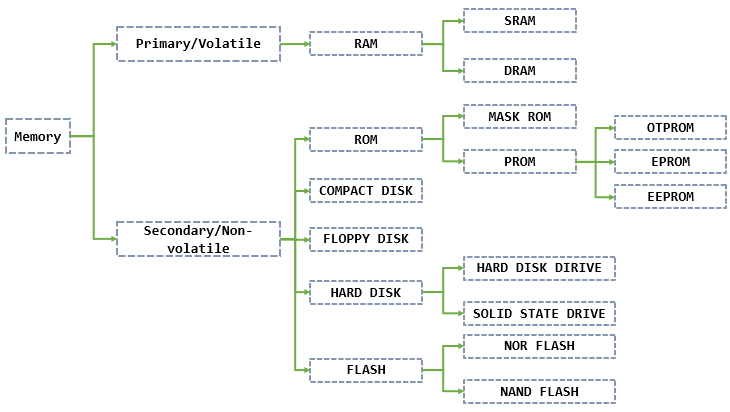 Memory
Primary/Volatile
RAM
SRAM
DRAM
Secondary/Non-
volatile
ROM
MASK ROM
PROM
OTPROM
EPROM
EEPROM
COMPACT DISK
FLOPPY DISK
HARD DISK
HARD DISK DIRIVE
SOLID STATE DRIVE
FLASH
NOR FLASH
NAND FLASH